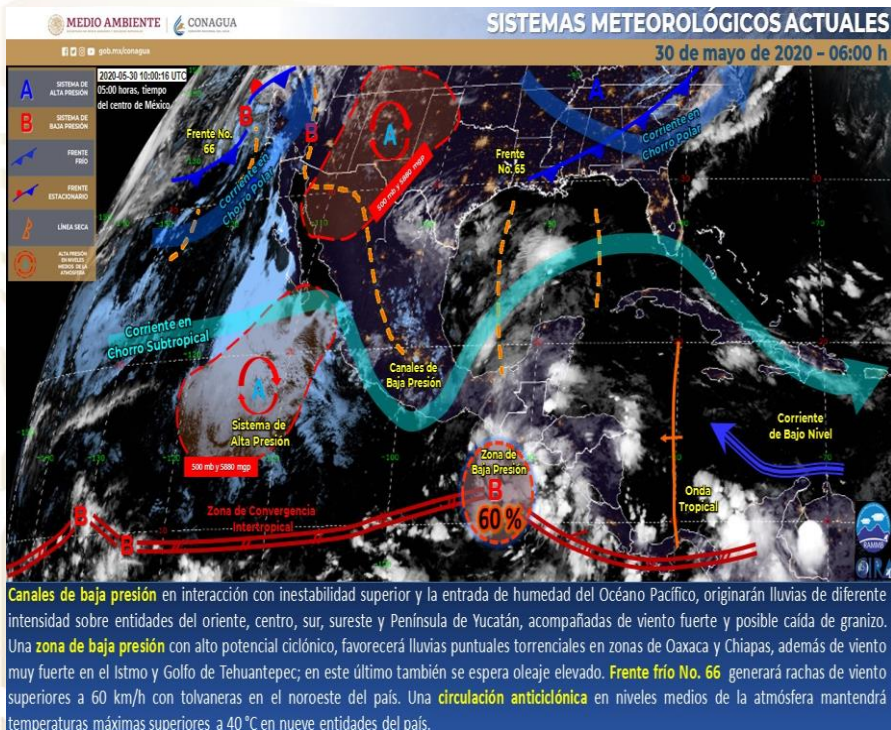 MEDIO AMBIENTE
CONAGUA
SISTEMAS METEOROLÓGICOS ACTUALES
gob.mx/conagua
30 de mayo de 2020 – 06:00 h
2020-05-30 10:00:16 UTC
05:00 horas, tiempo
del centro de México.
A
SISTEMA DE
ALTA PRESIÓN
B
SISTEMA DE
BAJA PRESIÓN
FRENTE
FRÍO
FRENTE
ESTACIONARIO
LÍNEA SECA
ALTA PRESIÓN
EN NIVELES
MEDIOS DE LA
ATMÓSFERA
B
Frente No.
66
B
Corriente en
Chorro Polar
A
500 mb y 5880 mgp
Frente
No. 65
A
Corriente en
Chorro Polar
Corriente en
Chorro Subtropical
A
Sistema de
Alta Presión
500 mb y 5880 mgp
Canales de
Baja Presión
Zona de
Baja Presión
B
60 %
Corriente
de Bajo Nivel
Onda
Tropical
Zona de Convergencia
Intertropical
B
B
RAMMB
CIRA
Canales de baja presión en interacción con inestabilidad superior y la entrada de humedad del Océano Pacífico, originarán lluvias de diferente
intensidad sobre entidades del oriente, centro, sur, sureste y Península de Yucatán, acompañadas de viento fuerte y posible caída de granizo.
Una zona de baja presión con alto potencial ciclónico, favorecerá lluvias puntuales torrenciales en zonas de Oaxaca y Chiapas, además de viento
muy fuerte en el Istmo y Golfo de Tehuantepec; en este último también se espera oleaje elevado. Frente frío No. 66 generará rachas de viento
superiores a 60 km/h con tolvaneras en el noroeste del país. Una circulación anticiclónica en niveles medios de la atmósfera mantendrá
temperaturas máximas superiores a 40 °C en nueve entidades del país.